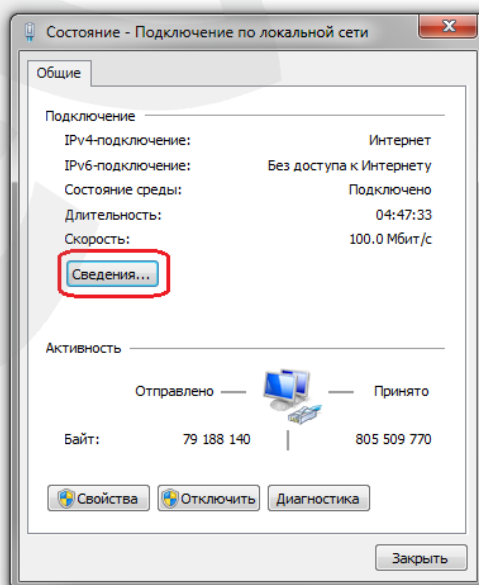 Состояние - Подключение по локальной сети
Общие
Подключение
IPv4-подключение: Интернет
IPv6-подключение: Без доступа к Интернету
Состояние среды: Подключено
Длительность: 04:47:33
Скорость: 100.0 Мбит/с
Сведения...
Активность
Отправлено — Принято
Байт: 79 188 140 805 509 770
Свойства Отключить Диагностика
Закрыть